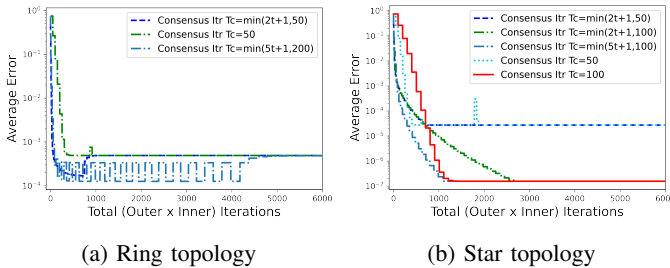 10⁰
10⁻¹
10⁻²
10⁻³
10⁻⁴
Average Error
Consensus Itr Tc=min(2t+1,50)
Consensus Itr Tc=50
Consensus Itr Tc=min(5t+1,200)
0 1000 2000 3000 4000 5000 6000
Total (Outer x Inner) Iterations
(a) Ring topology
10⁰
10⁻¹
10⁻²
10⁻³
10⁻⁴
10⁻⁵
10⁻⁶
10⁻⁷
Average Error
Consensus Itr Tc=min(2t+1,50)
Consensus Itr Tc=min(2t+1,100)
Consensus Itr Tc=min(5t+1,100)
Consensus Itr Tc=50
Consensus Itr Tc=100
0 1000 2000 3000 4000 5000 6000
Total (Outer x Inner) Iterations
(b) Star topology